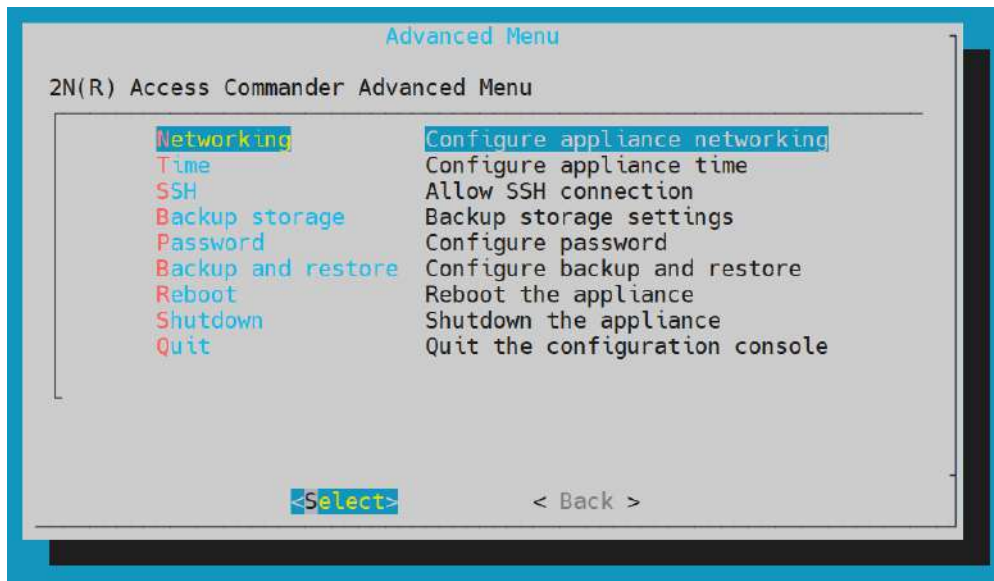 Advanced Menu
2N(R) Access Commander Advanced Menu
Networking Configure appliance networking
Time Configure appliance time
SSH Allow SSH connection
Backup storage Backup storage settings
Password Configure password
Backup and restore Configure backup and restore
Reboot Reboot the appliance
Shutdown Shutdown the appliance
Quit Quit the configuration console
<Select> < Back >